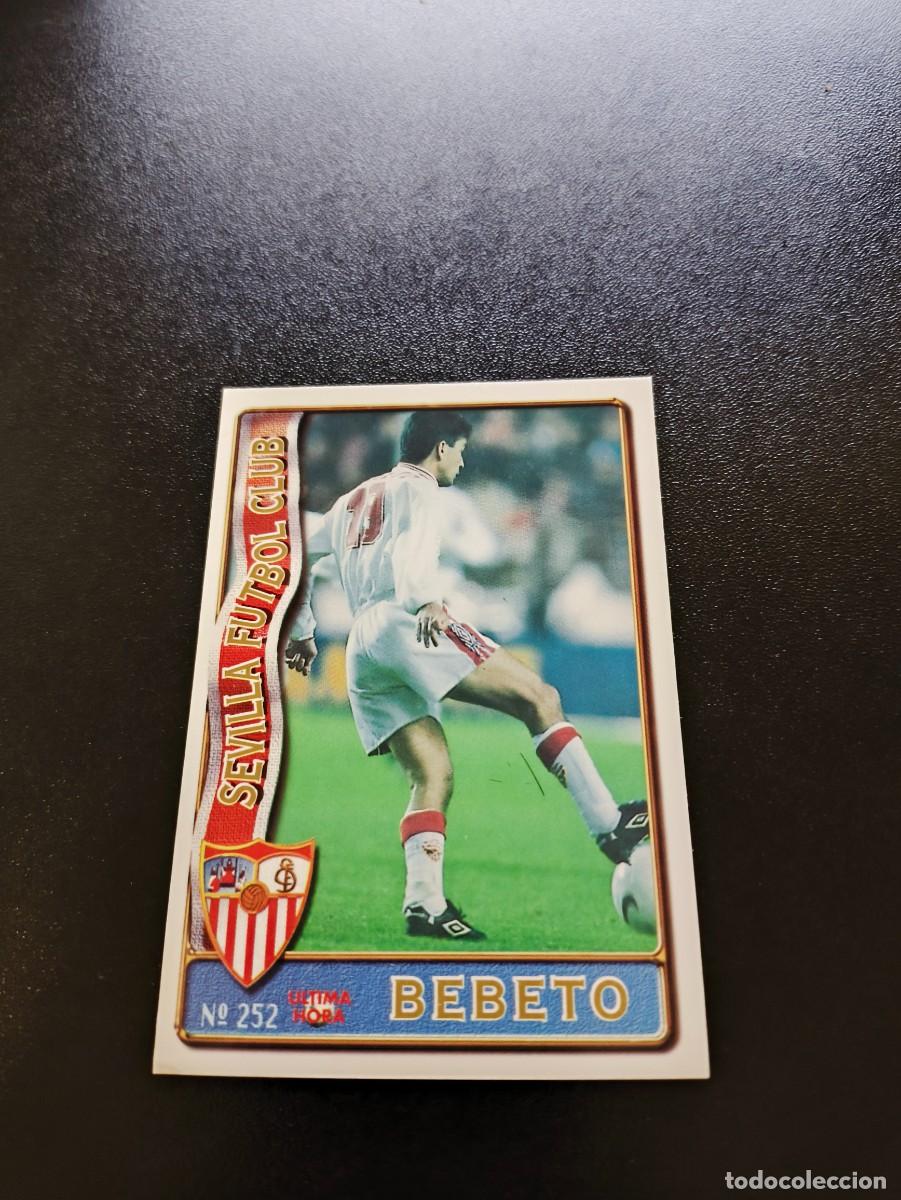 SEVILLA FUTBOL CLUB
Nº 252
ULTIMA
HORA
BEBETO
todocoleccion